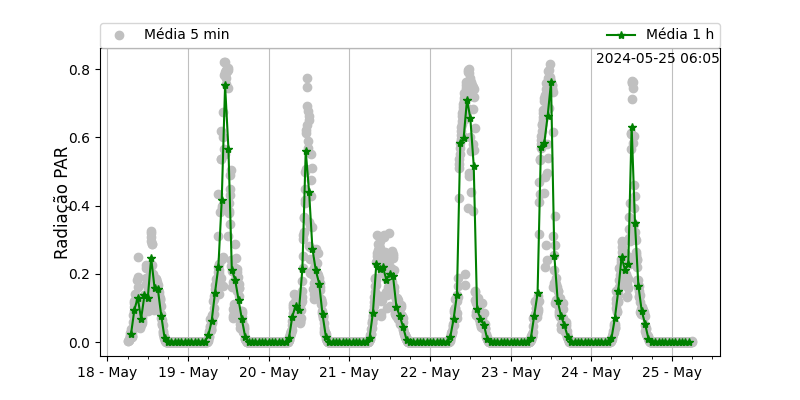 Média 5 min
Média 1 h
2024-05-25 06:05
Radiação PAR
0.8
0.6
0.4
0.2
0.0
18 - May
19 - May
20 - May
21 - May
22 - May
23 - May
24 - May
25 - May